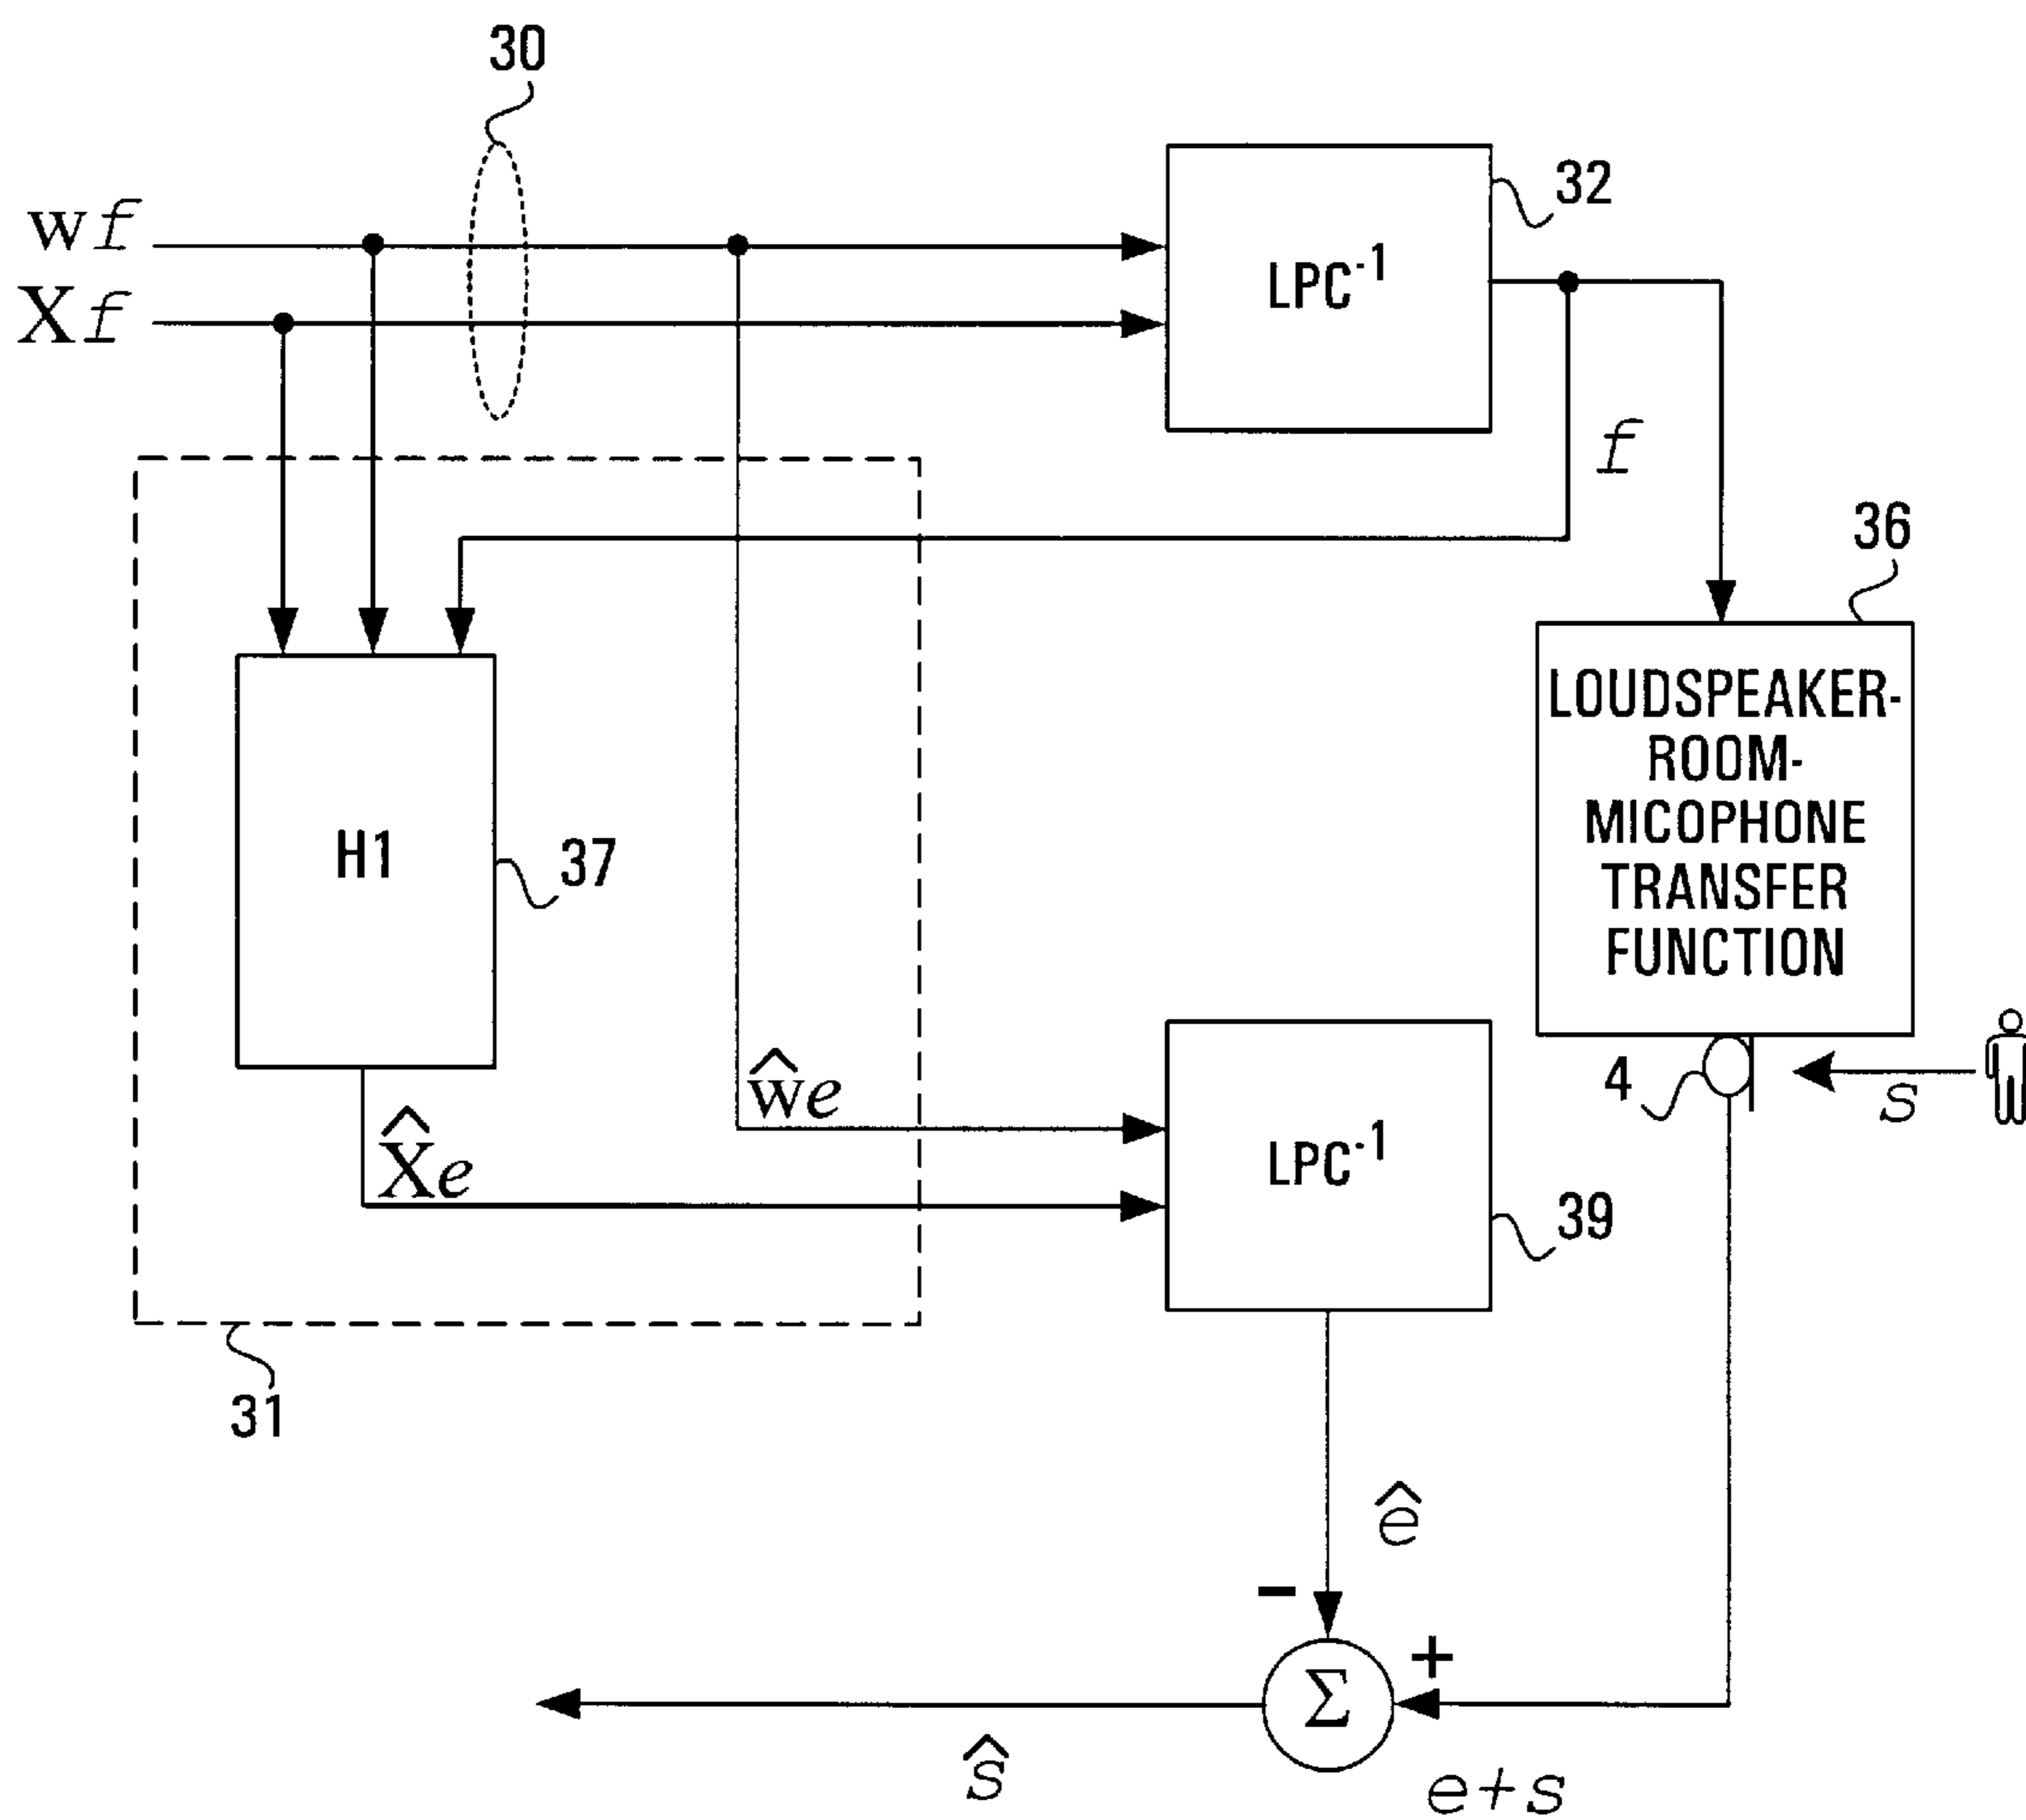 30
wf
Xf
32
LPC⁻¹
f
36
LOUDSPEAKER-
ROOM-
MICOPHONE
TRANSFER
FUNCTION
H1
37
4
s
ŵe
X̂e
LPC⁻¹
39
31
ê
-
+
Σ
ŝ
e+s